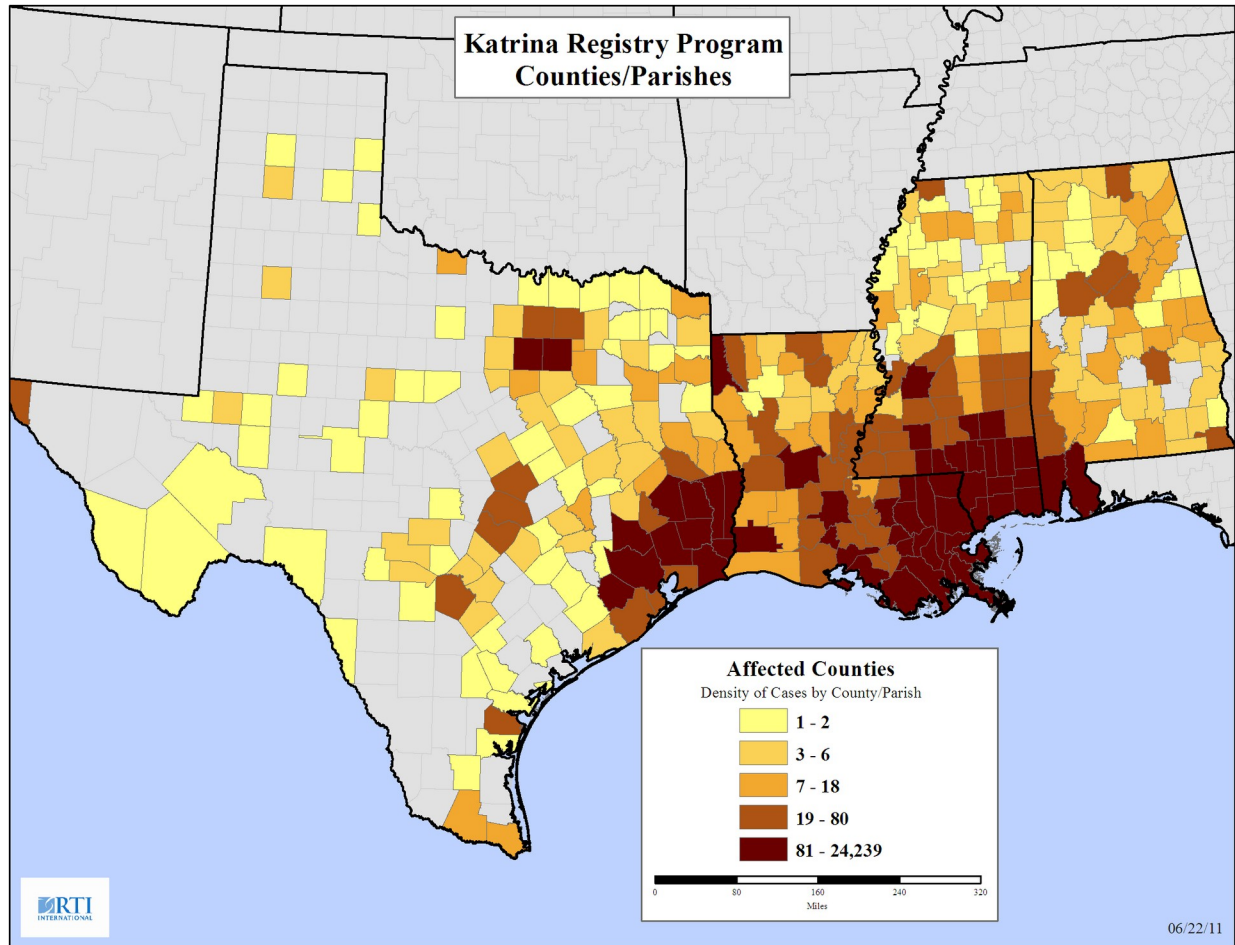 Katrina Registry Program
Counties/Parishes
Affected Counties
Density of Cases by County/Parish
1 - 2
3 - 6
7 - 18
19 - 80
81 - 24,239
0 80 160 240 320
Miles
RTI
INTERNATIONAL
06/22/11